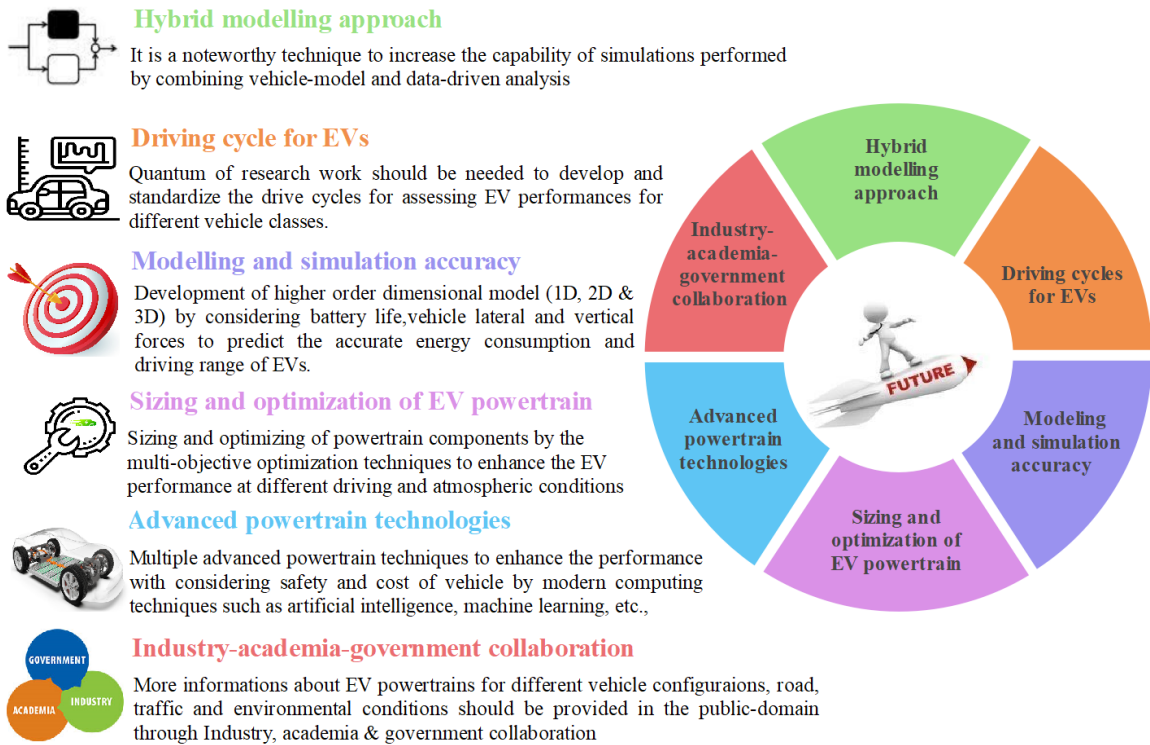 Hybrid modelling approach
It is a noteworthy technique to increase the capability of simulations performed
by combining vehicle-model and data-driven analysis
Driving cycle for EVs
Quantum of research work should be needed to develop and
standardize the drive cycles for assessing EV performances for
different vehicle classes.
Modelling and simulation accuracy
Development of higher order dimensional model (1D, 2D &
3D) by considering battery life,vehicle lateral and vertical
forces to predict the accurate energy consumption and
driving range of EVs.
Sizing and optimization of EV powertrain
Sizing and optimizing of powertrain components by the
multi-objective optimization techniques to enhance the EV
performance at different driving and atmospheric conditions
Advanced powertrain technologies
Multiple advanced powertrain techniques to enhance the performance
with considering safety and cost of vehicle by modern computing
techniques such as artificial intelligence, machine learning, etc.,
GOVERNMENT
ACADEMIA
INDUSTRY
Industry-academia-government collaboration
More informations about EV powertrains for different vehicle configuraions, road,
traffic and environmental conditions should be provided in the public-domain
through Industry, academia & government collaboration
Hybrid
modelling
approach
Driving cycles
for EVs
Modeling
and simulation
accuracy
Sizing and
optimization of
EV powertrain
Advanced
powertrain
technologies
Industry-
academia-
government
collaboration
FUTURE